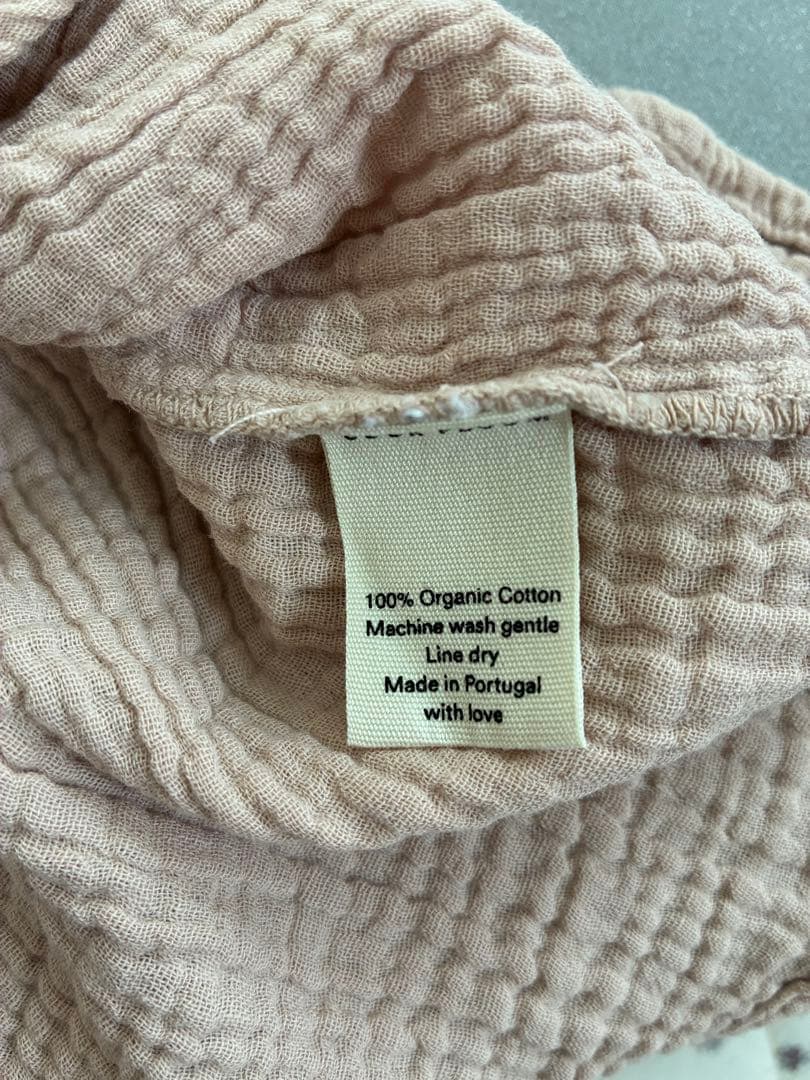 100% Organic Cotton
Machine wash gentle
Line dry
Made in Portugal
with love